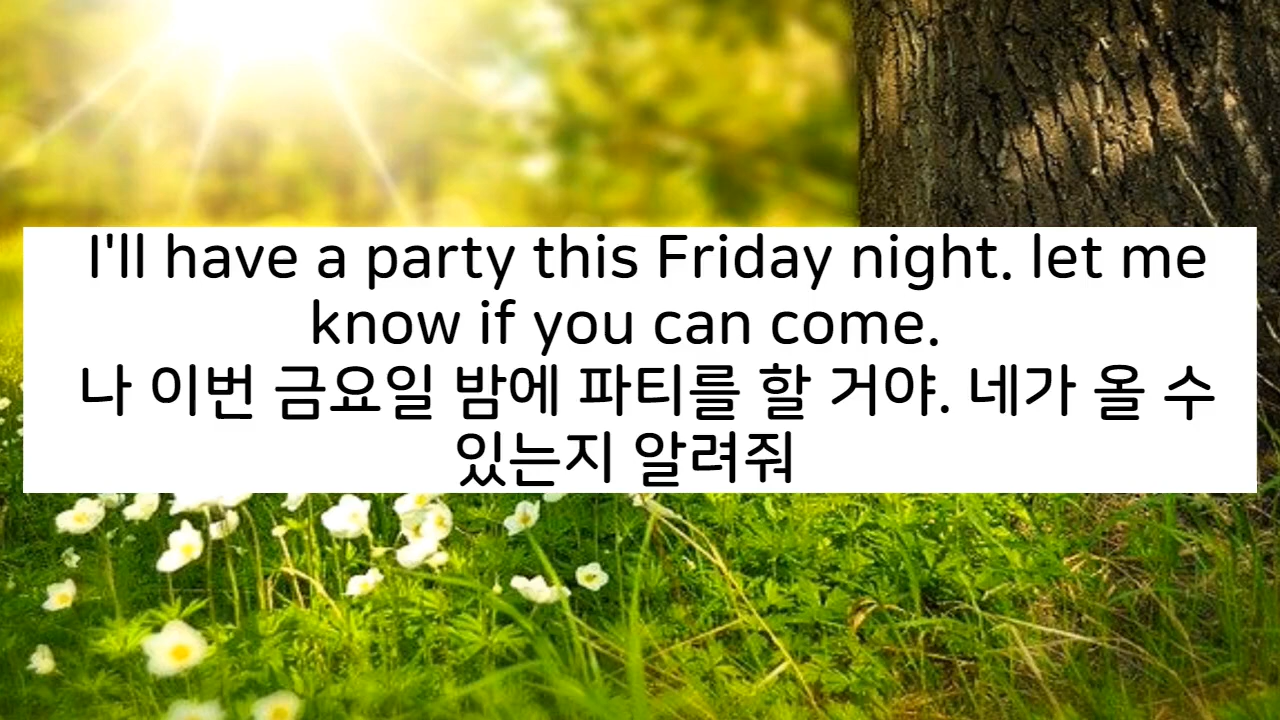 I'll have a party this Friday night. let me
know if you can come.
나 이번 금요일 밤에 파티를 할 거야. 네가 올 수
있는지 알려줘